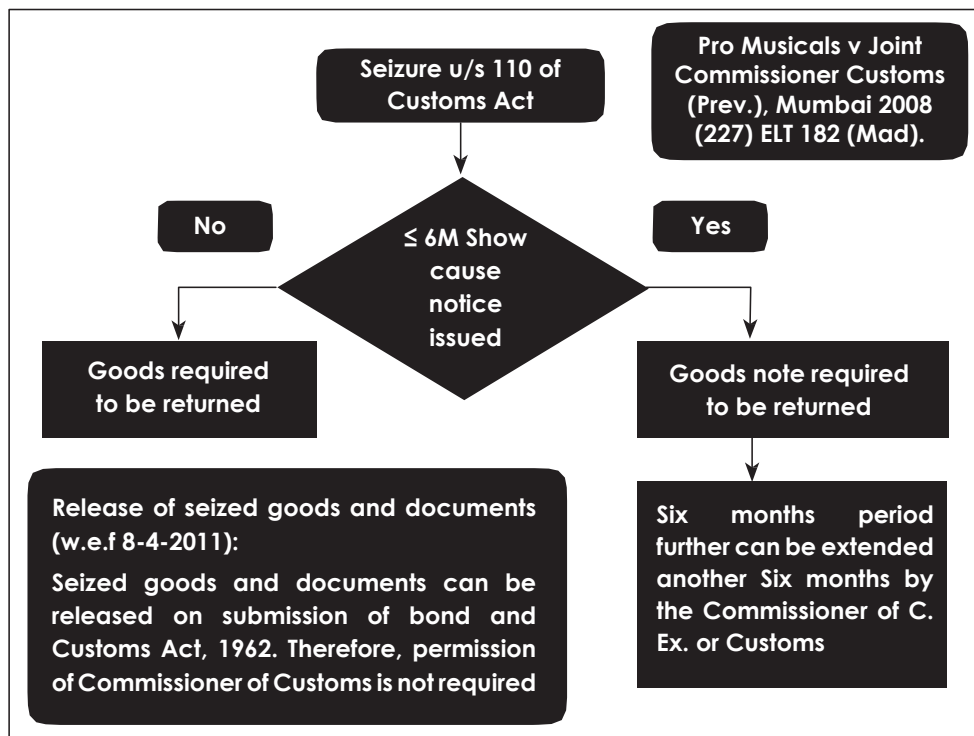 Seizure u/s 110 of
Customs Act
Pro Musicals v Joint
Commissioner Customs
(Prev.), Mumbai 2008
(227) ELT 182 (Mad).
No
≤ 6M Show
cause
notice
issued
Yes
Goods required
to be returned
Goods note required
to be returned
Release of seized goods and documents
(w.e.f 8-4-2011):
Seized goods and documents can be
released on submission of bond and
Customs Act, 1962. Therefore, permission
of Commissioner of Customs is not required
Six months period
further can be extended
another Six months by
the Commissioner of C.
Ex. or Customs